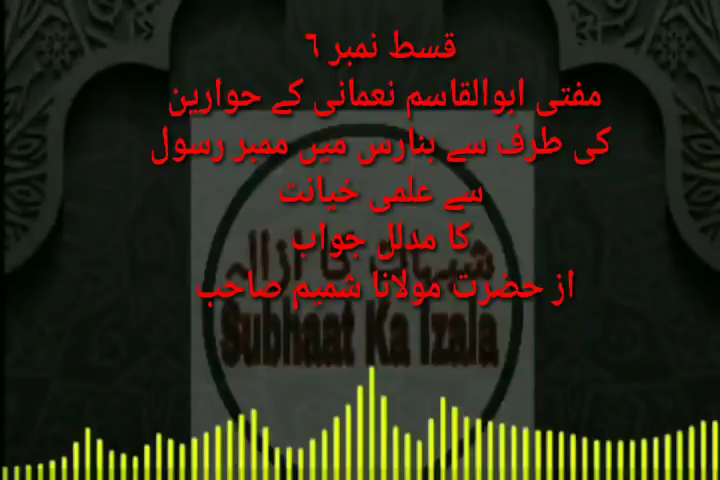 قسط نمبر ٦
مفتی ابوالقاسم نعمانی کے حوارین
کی طرف سے بنارس میں ممبر رسول
سے علمی خیانت
کا مدلل جواب
از حضرت مولانا شمیم صاحب
شبہات کا ازالہ
Subhaat Ka Izala